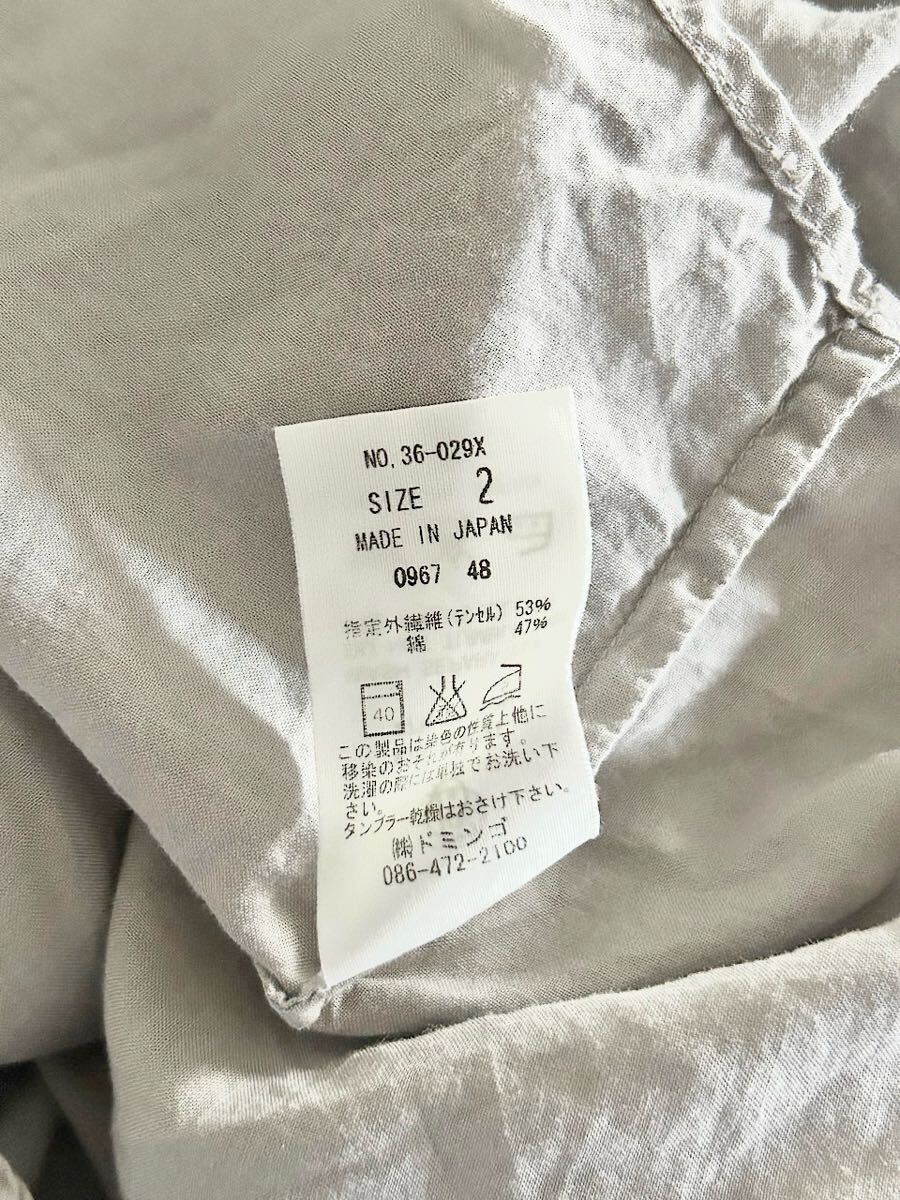 NO. 36-029X
SIZE 2
MADE IN JAPAN
0967 48
指定外繊維(テンセル) 53%
綿 47%
40
この製品は染色の性質上他に
移染のおそれが有ります。
洗濯の際には単独でお洗い下
さい。
タンブラー乾燥はおさけ下さい。
(株)ドミンゴ
086-472-2100